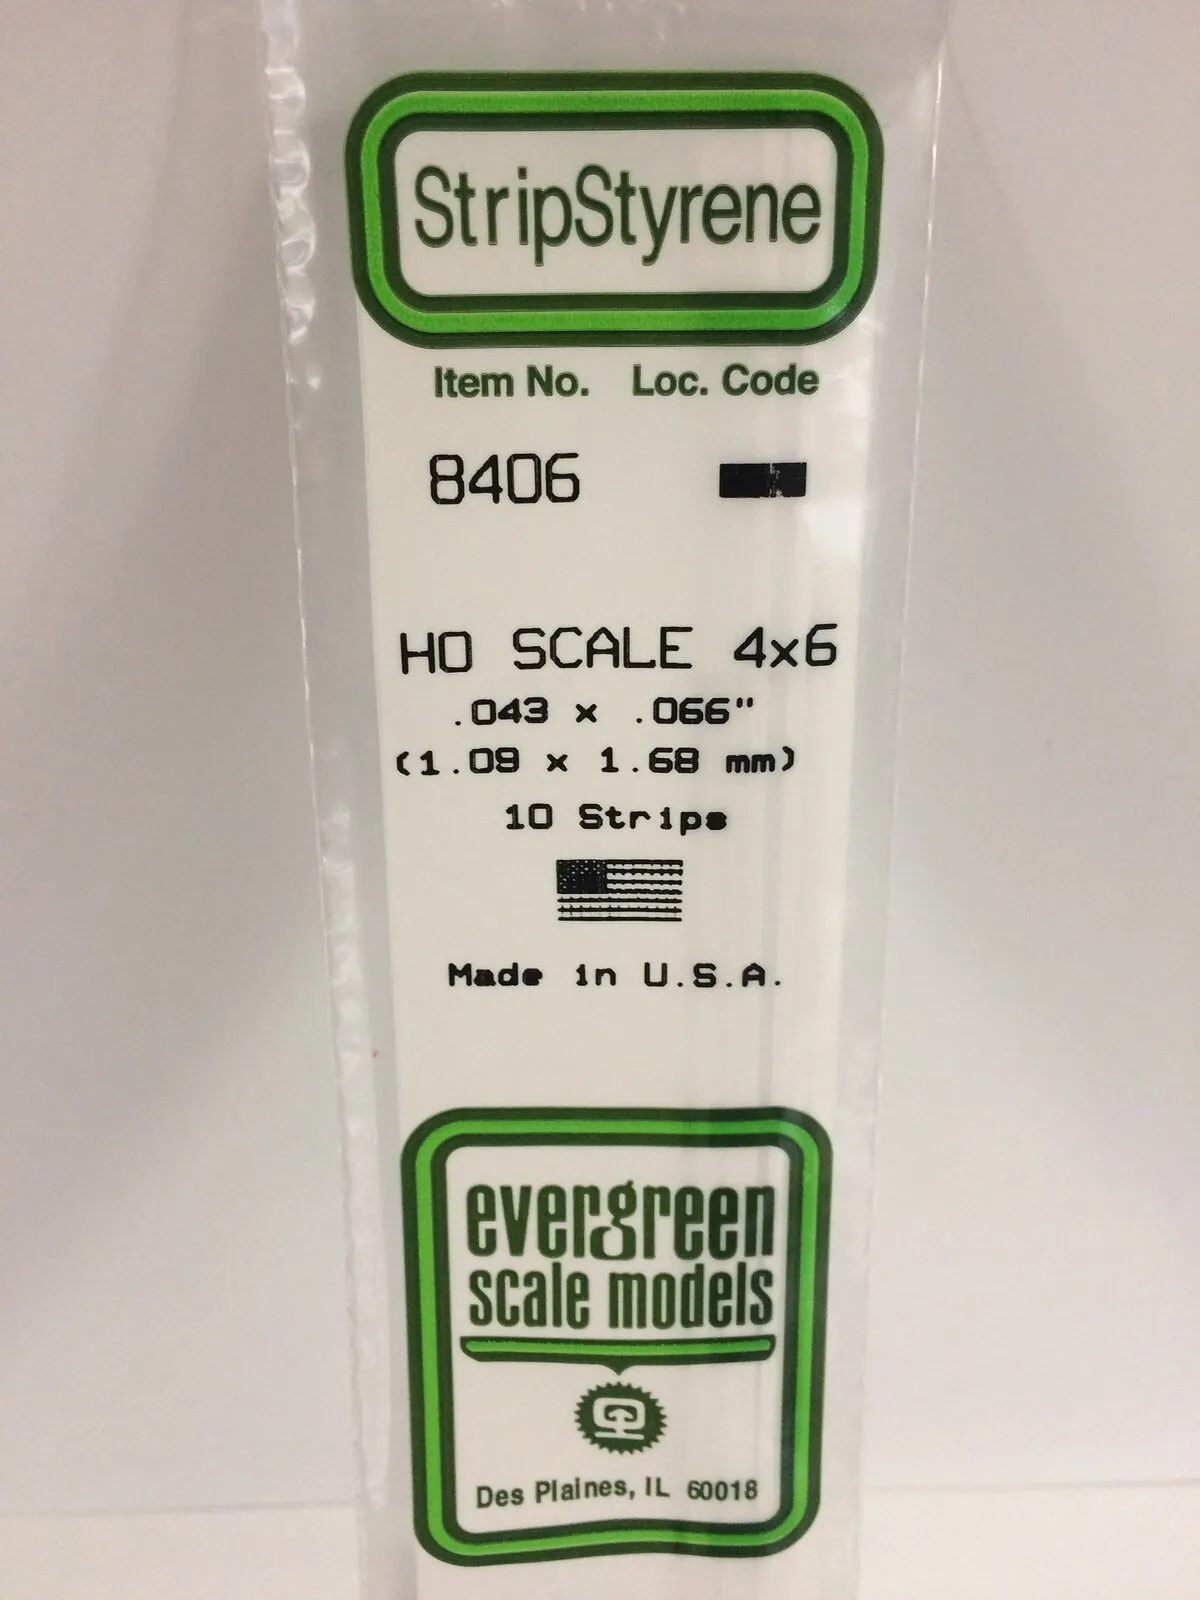 StripStyrene
Item No. Loc. Code
8406
HO SCALE 4x6
.043 x .066"
(1.09 x 1.68 mm)
10 Strips
Made in U.S.A.
evergreen
scale models
Des Plaines, IL 60018